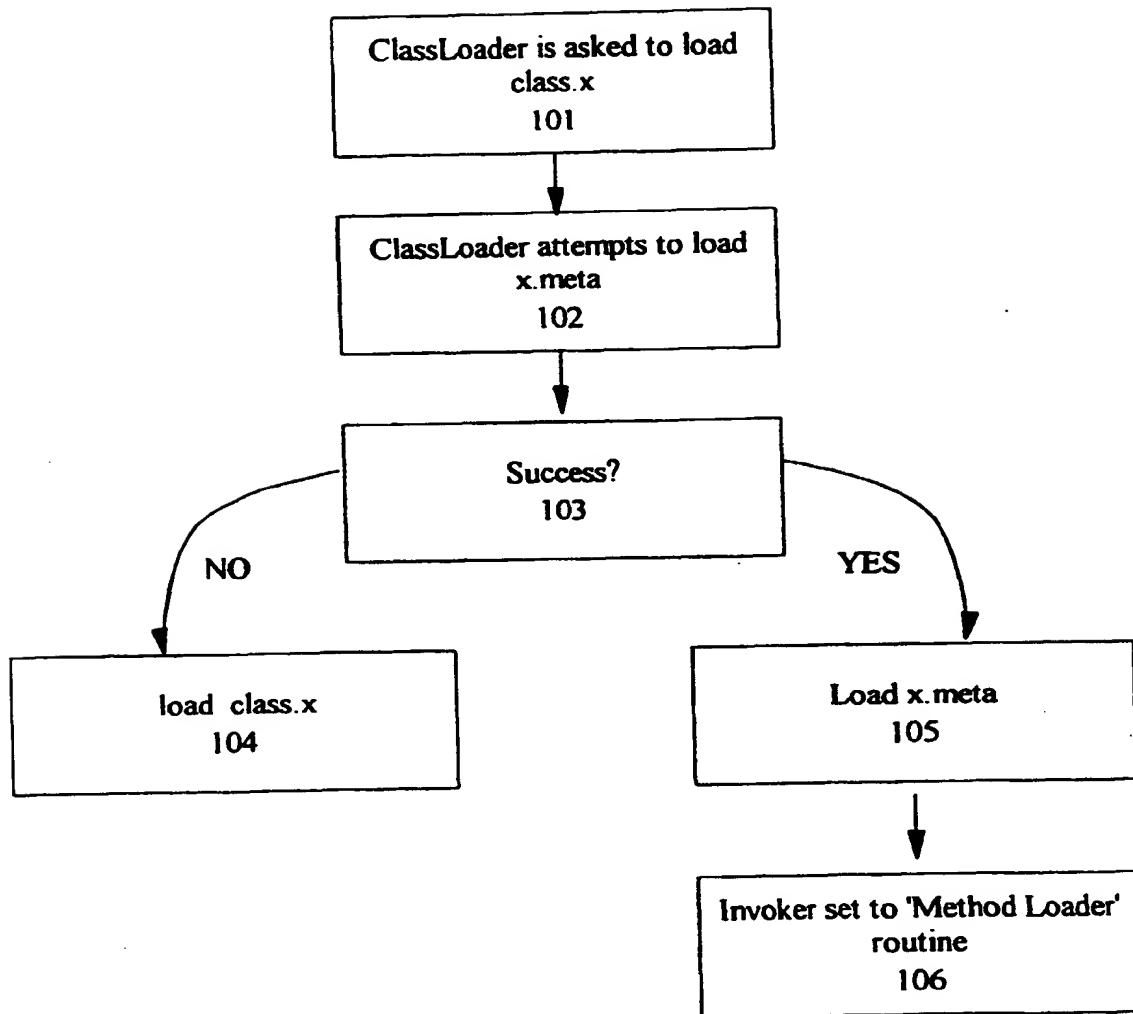 ClassLoader is asked to load
class.x
101
ClassLoader attempts to load
x.meta
102
Success?
103
NO
YES
load class.x
104
Load x.meta
105
Invoker set to 'Method Loader'
routine
106